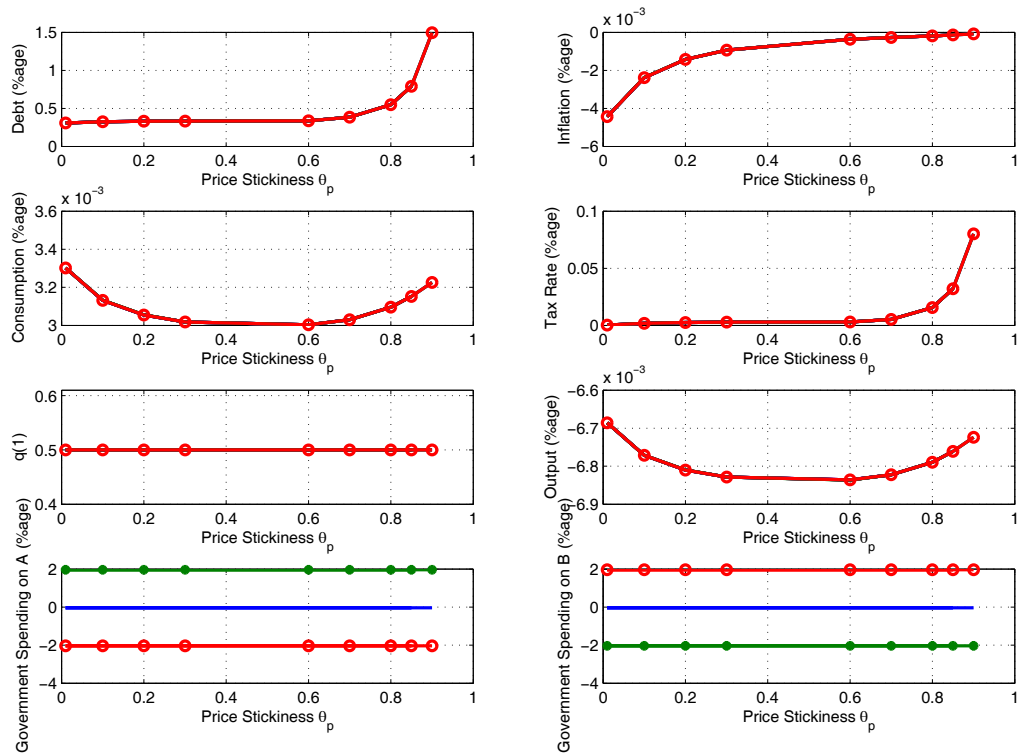 Debt (%age)
1.5
1
0.5
0
0 0.2 0.4 0.6 0.8 1
Price Stickiness θp
x 10−3
Inflation (%age)
0
−2
−4
−6
0 0.2 0.4 0.6 0.8 1
Price Stickiness θp
x 10−3
Consumption (%age)
3.6
3.4
3.2
3
0 0.2 0.4 0.6 0.8 1
Price Stickiness θp
Tax Rate (%age)
0.1
0.05
0
0 0.2 0.4 0.6 0.8 1
Price Stickiness θp
q(1)
0.6
0.5
0.4
0 0.2 0.4 0.6 0.8 1
Price Stickiness θp
x 10−3
Output (%age)
−6.6
−6.7
−6.8
−6.9
0 0.2 0.4 0.6 0.8 1
Price Stickiness θp
Government Spending on A (%age)
2
0
−2
−4
0 0.2 0.4 0.6 0.8 1
Price Stickiness θp
Government Spending on B (%age)
2
0
−2
−4
0 0.2 0.4 0.6 0.8 1
Price Stickiness θp